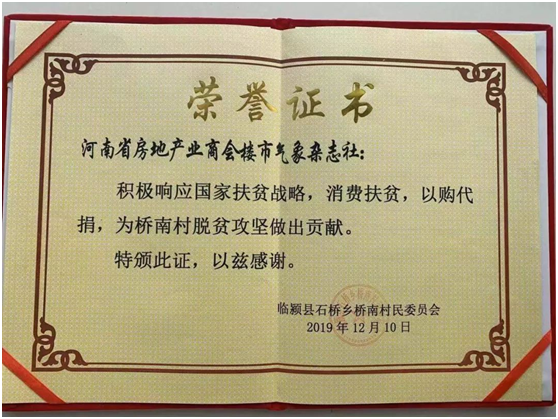 荣誉证书
河南省房地产业商会楼市气象杂志社：
积极响应国家扶贫战略，消费扶贫，以购代
捐，为桥南村脱贫攻坚做出贡献。
特颁此证，以兹感谢。
临颍县石桥乡桥南村民委员会
2019年12月10日